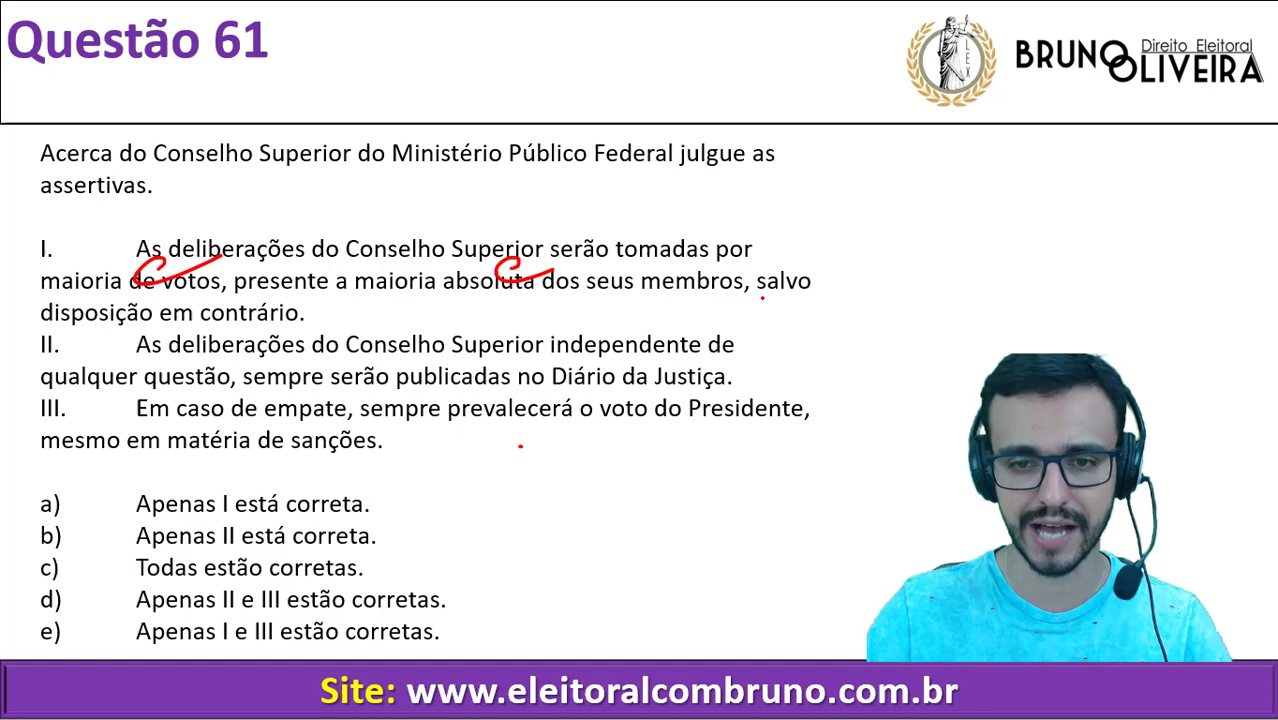 Questão 61
LEX
BRUNO OLIVEIRA
Direito Eleitoral
Acerca do Conselho Superior do Ministério Público Federal julgue as
assertivas.
I. As deliberações do Conselho Superior serão tomadas por
maioria de votos, presente a maioria absoluta dos seus membros, salvo
disposição em contrário.
II. As deliberações do Conselho Superior independente de
qualquer questão, sempre serão publicadas no Diário da Justiça.
III. Em caso de empate, sempre prevalecerá o voto do Presidente,
mesmo em matéria de sanções.
a) Apenas I está correta.
b) Apenas II está correta.
c) Todas estão corretas.
d) Apenas II e III estão corretas.
e) Apenas I e III estão corretas.
Site: www.eleitoralcombruno.com.br